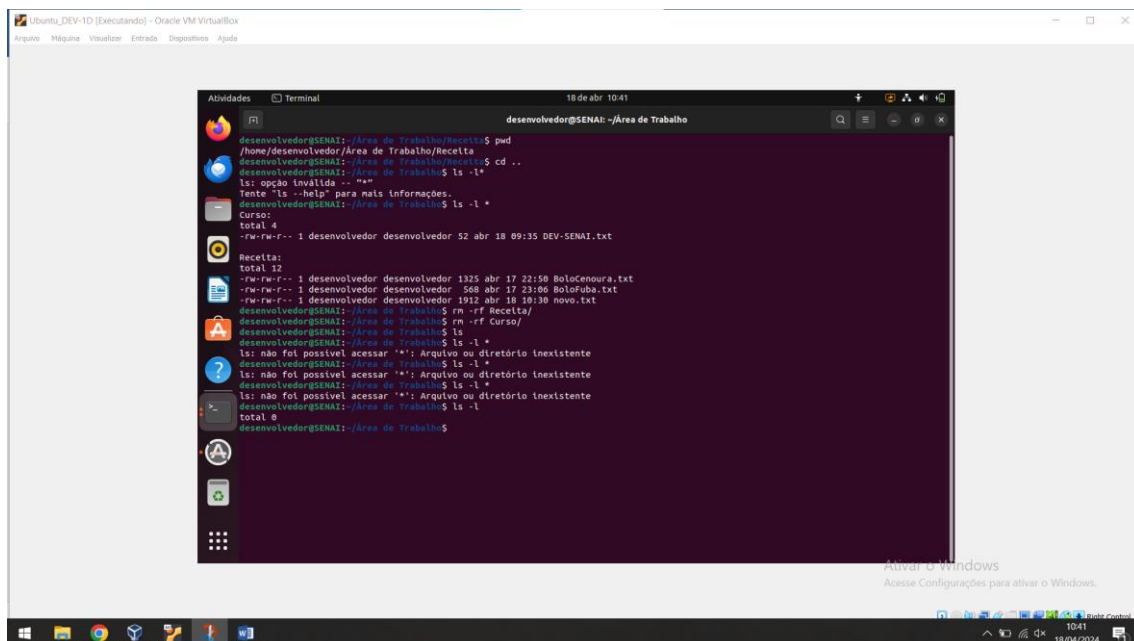 Ubuntu_DEV-1D [Executando] - Oracle VM VirtualBox
Arquivo Máquina Visualizar Entrada Dispositivos Ajuda
Atividades Terminal 18 de abr 10:41
desenvolvedor@SENAI: ~/Área de Trabalho
desenvolvedor@SENAI:~/Área de Trabalho/Receita$ pwd
/home/desenvolvedor/Área de Trabalho/Receita
desenvolvedor@SENAI:~/Área de Trabalho/Receita$ cd ..
desenvolvedor@SENAI:~/Área de Trabalho$ ls -l*
ls: opção inválida -- "*"
Tente "ls --help" para mais informações.
desenvolvedor@SENAI:~/Área de Trabalho$ ls -l *
Curso:
total 4
-rw-rw-r-- 1 desenvolvedor desenvolvedor 52 abr 18 09:35 DEV-SENAI.txt
Receita:
total 12
-rw-rw-r-- 1 desenvolvedor desenvolvedor 1325 abr 17 22:50 BoloCenoura.txt
-rw-rw-r-- 1 desenvolvedor desenvolvedor 568 abr 17 23:06 BoloFuba.txt
-rw-rw-r-- 1 desenvolvedor desenvolvedor 1912 abr 18 10:30 novo.txt
desenvolvedor@SENAI:~/Área de Trabalho$ rm -rf Receita/
desenvolvedor@SENAI:~/Área de Trabalho$ rm -rf Curso/
desenvolvedor@SENAI:~/Área de Trabalho$ ls
desenvolvedor@SENAI:~/Área de Trabalho$ ls -l *
ls: não foi possível acessar '*': Arquivo ou diretório inexistente
desenvolvedor@SENAI:~/Área de Trabalho$ ls -l *
ls: não foi possível acessar '*': Arquivo ou diretório inexistente
desenvolvedor@SENAI:~/Área de Trabalho$ ls -l *
ls: não foi possível acessar '*': Arquivo ou diretório inexistente
desenvolvedor@SENAI:~/Área de Trabalho$ ls -l
total 0
desenvolvedor@SENAI:~/Área de Trabalho$
Ativar o Windows
Acesse Configurações para ativar o Windows.
Right Control
10:41
18/04/2024